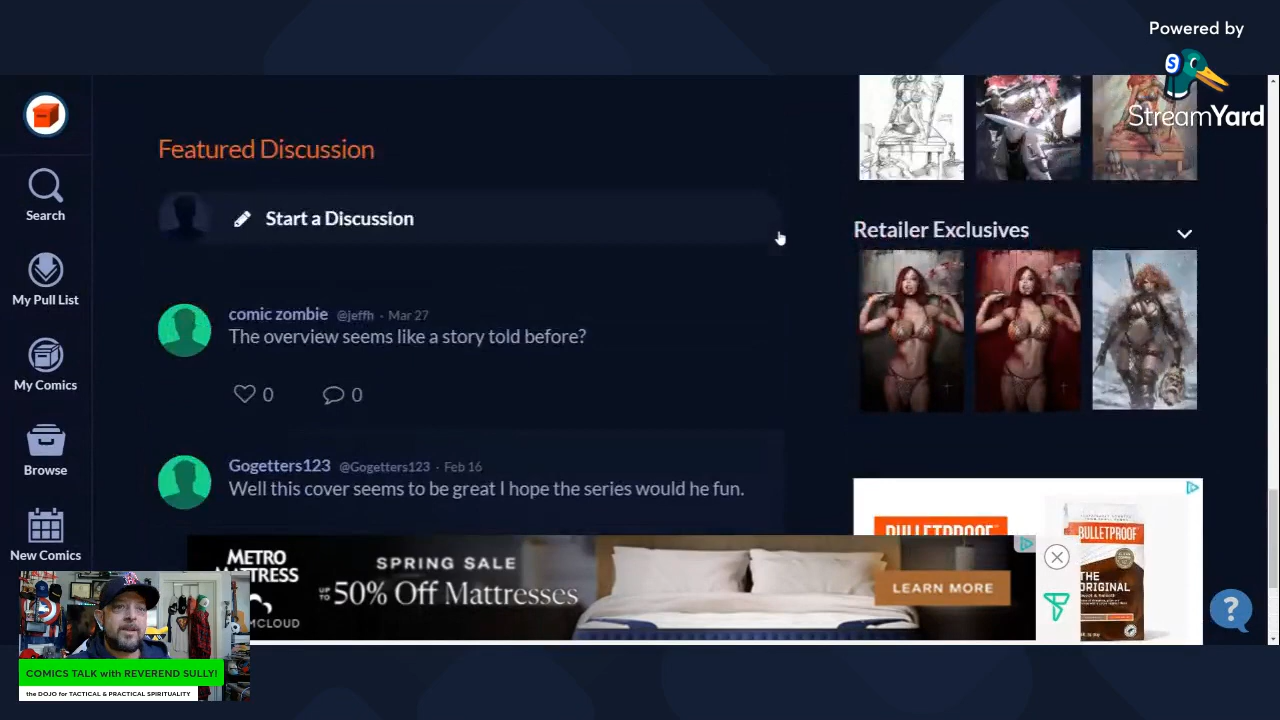 Powered by
StreamYard
Search
My Pull List
My Comics
Browse
New Comics
Featured Discussion
Start a Discussion
comic zombie @jeffh · Mar 27
The overview seems like a story told before?
0 0
Gogetters123 @Gogetters123 · Feb 16
Well this cover seems to be great I hope the series would he fun.
Retailer Exclusives
BULLETPROOF
BULLETPROOF
THE
ORIGINAL
METRO
MATTRESS
SPRING SALE
UP TO 50% Off Mattresses
LEARN MORE
?
COMICS TALK with REVEREND SULLY!
the DOJO for TACTICAL & PRACTICAL SPIRITUALITY